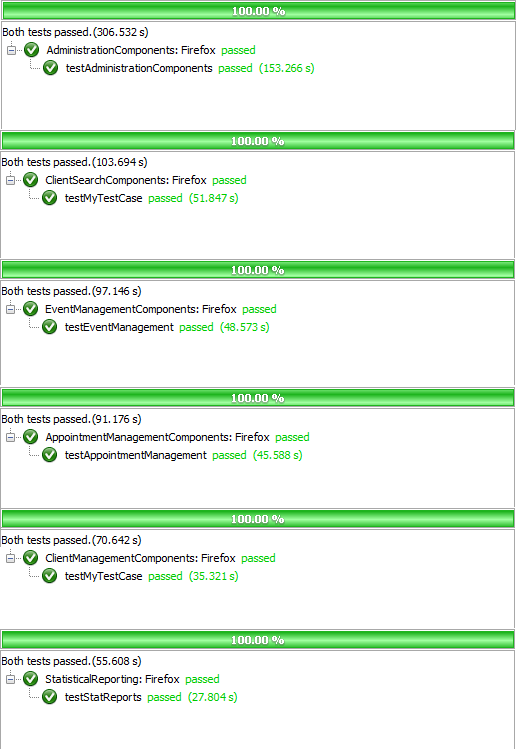 100.00 %
Both tests passed.(306.532 s)
AdministrationComponents: Firefox passed
testAdministrationComponents passed (153.266 s)
100.00 %
Both tests passed.(103.694 s)
ClientSearchComponents: Firefox passed
testMyTestCase passed (51.847 s)
100.00 %
Both tests passed.(97.146 s)
EventManagementComponents: Firefox passed
testEventManagement passed (48.573 s)
100.00 %
Both tests passed.(91.176 s)
AppointmentManagementComponents: Firefox passed
testAppointmentManagement passed (45.588 s)
100.00 %
Both tests passed.(70.642 s)
ClientManagementComponents: Firefox passed
testMyTestCase passed (35.321 s)
100.00 %
Both tests passed.(55.608 s)
StatisticalReporting: Firefox passed
testStatReports passed (27.804 s)